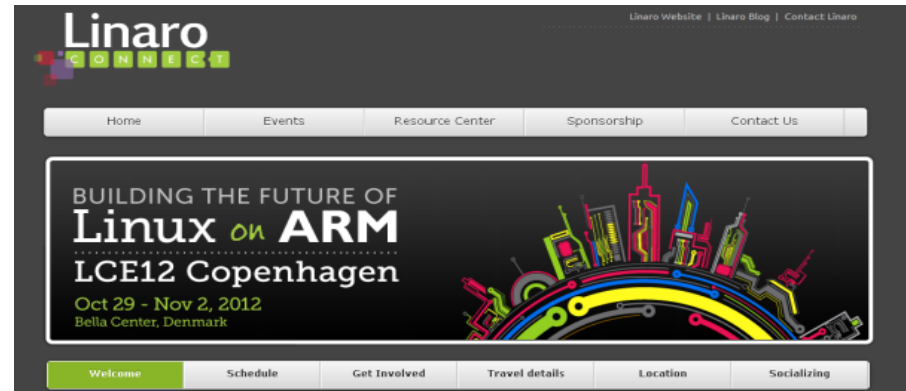 Linaro
CONNECT
Linaro Website | Linaro Blog | Contact Linaro
Home Events Resource Center Sponsorship Contact Us
BUILDING THE FUTURE OF
Linux on ARM
LCE12 Copenhagen
Oct 29 - Nov 2, 2012
Bella Center, Denmark
Welcome Schedule Get Involved Travel details Location Socializing